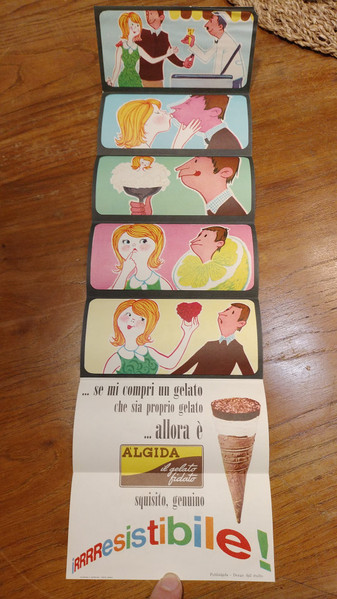 ... se mi compri un gelato
che sia proprio gelato
... allora è
ALGIDA
il gelato
fidato
squisito, genuino
iRRRResistibile!